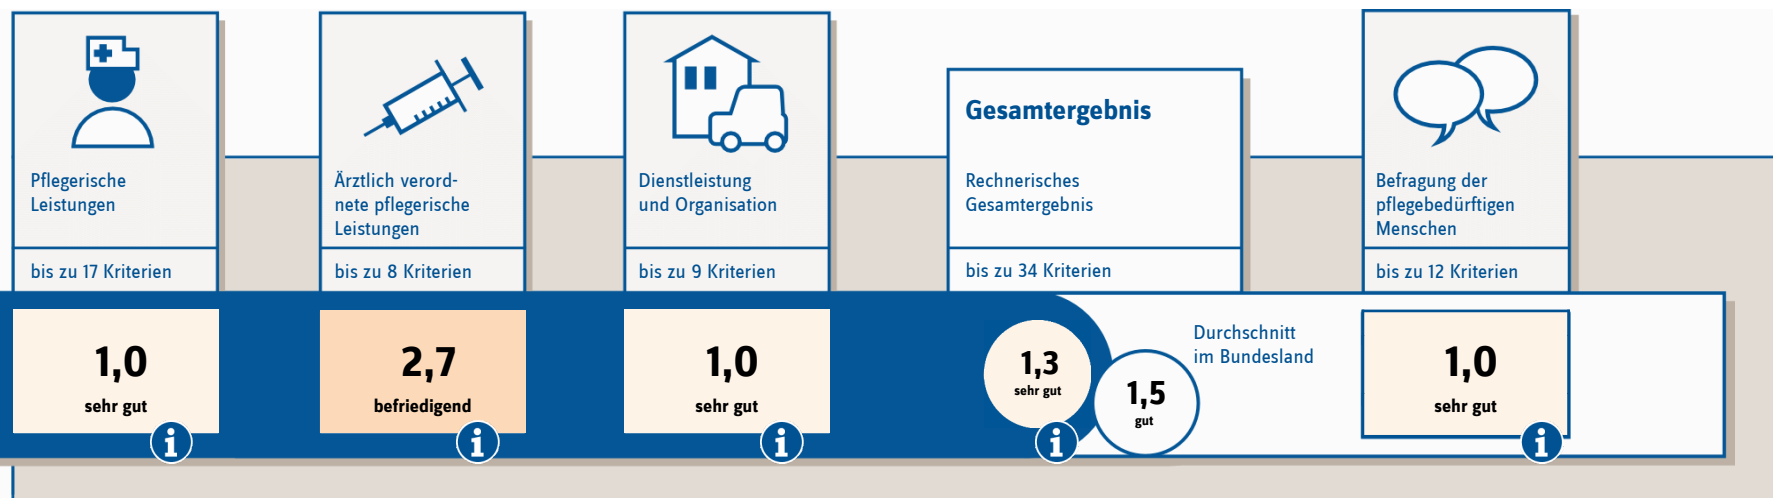 Pflegerische
Leistungen
bis zu 17 Kriterien
1,0
sehr gut
i
Ärztlich verord-
nete pflegerische
Leistungen
bis zu 8 Kriterien
2,7
befriedigend
i
Dienstleistung
und Organisation
bis zu 9 Kriterien
1,0
sehr gut
i
Gesamtergebnis
Rechnerisches
Gesamtergebnis
bis zu 34 Kriterien
1,3
sehr gut
i
1,5
gut
Durchschnitt
im Bundesland
Befragung der
pflegebedürftigen
Menschen
bis zu 12 Kriterien
1,0
sehr gut
i